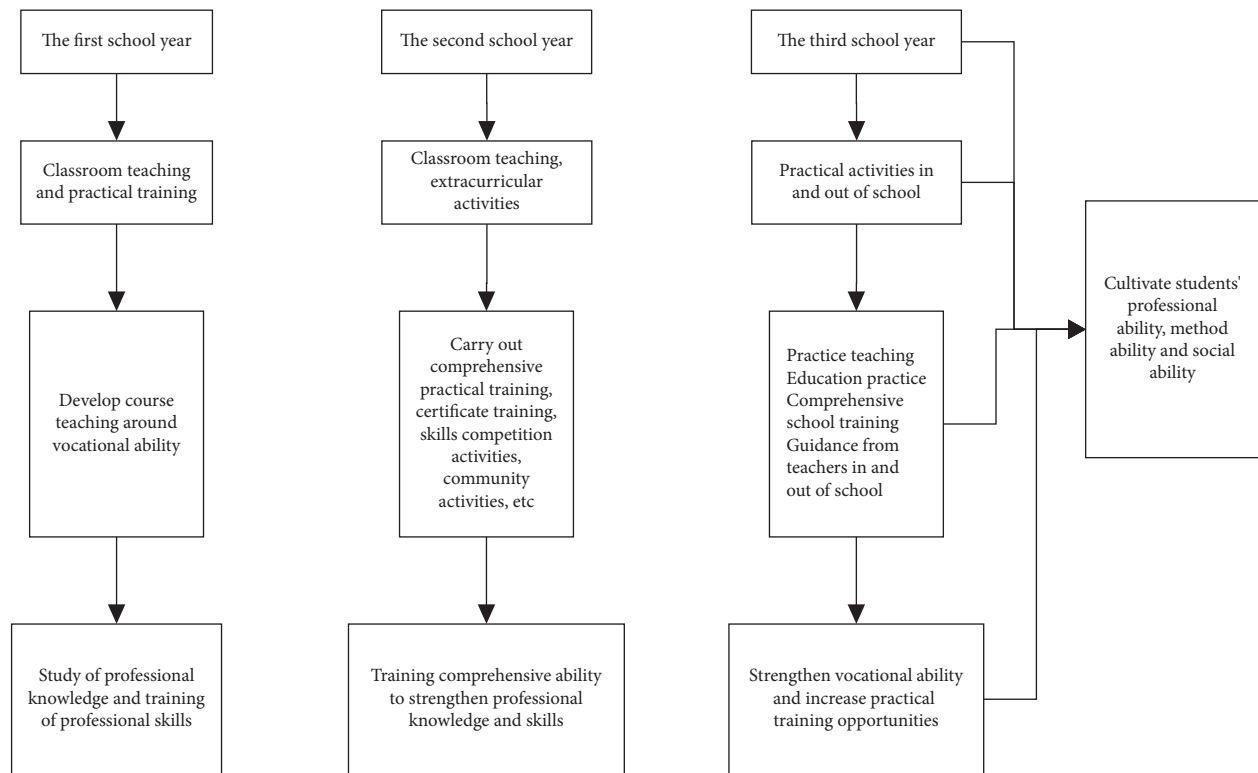 The first school year
Classroom teaching
and practical training
Develop course
teaching around
vocational ability
Study of professional
knowledge and training
of professional skills
The second school year
Classroom teaching,
extracurricular
activities
Carry out
comprehensive
practical training,
certificate training,
skills competition
activities,
community
activities, etc
Training comprehensive ability
to strengthen professional
knowledge and skills
The third school year
Practical activities in
and out of school
Practice teaching
Education practice
Comprehensive
school training
Guidance from
teachers in and
out of school
Strengthen vocational ability
and increase practical
training opportunities
Cultivate students'
professional
ability, method
ability and social
ability